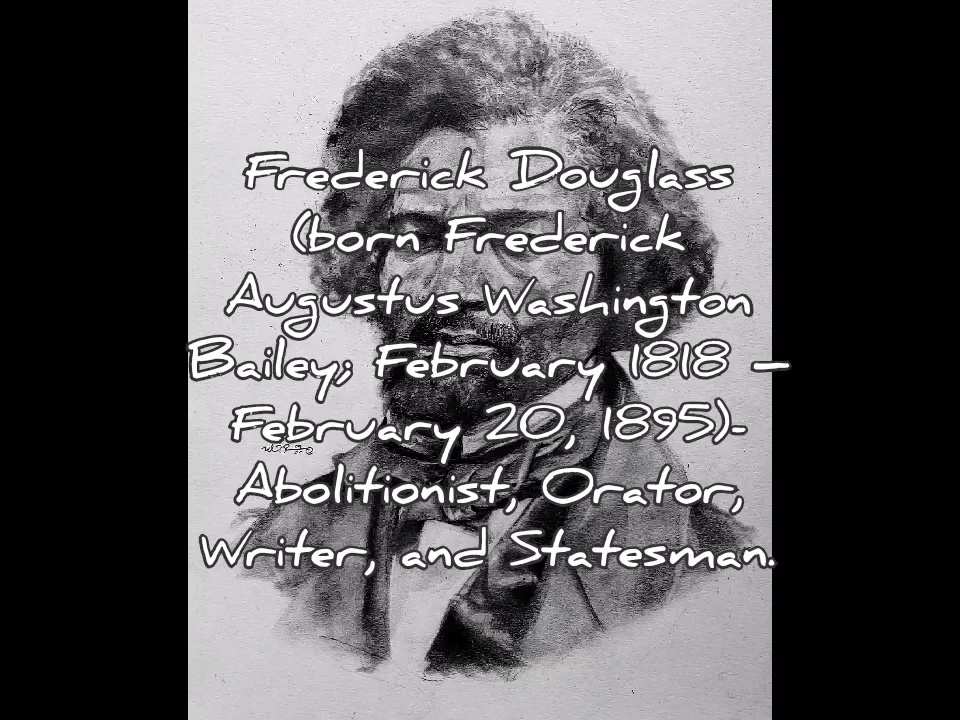 Frederick Douglass
(born Frederick
Augustus Washington
Bailey; February 1818 –
February 20, 1895)-
Abolitionist, Orator,
Writer, and Statesman.